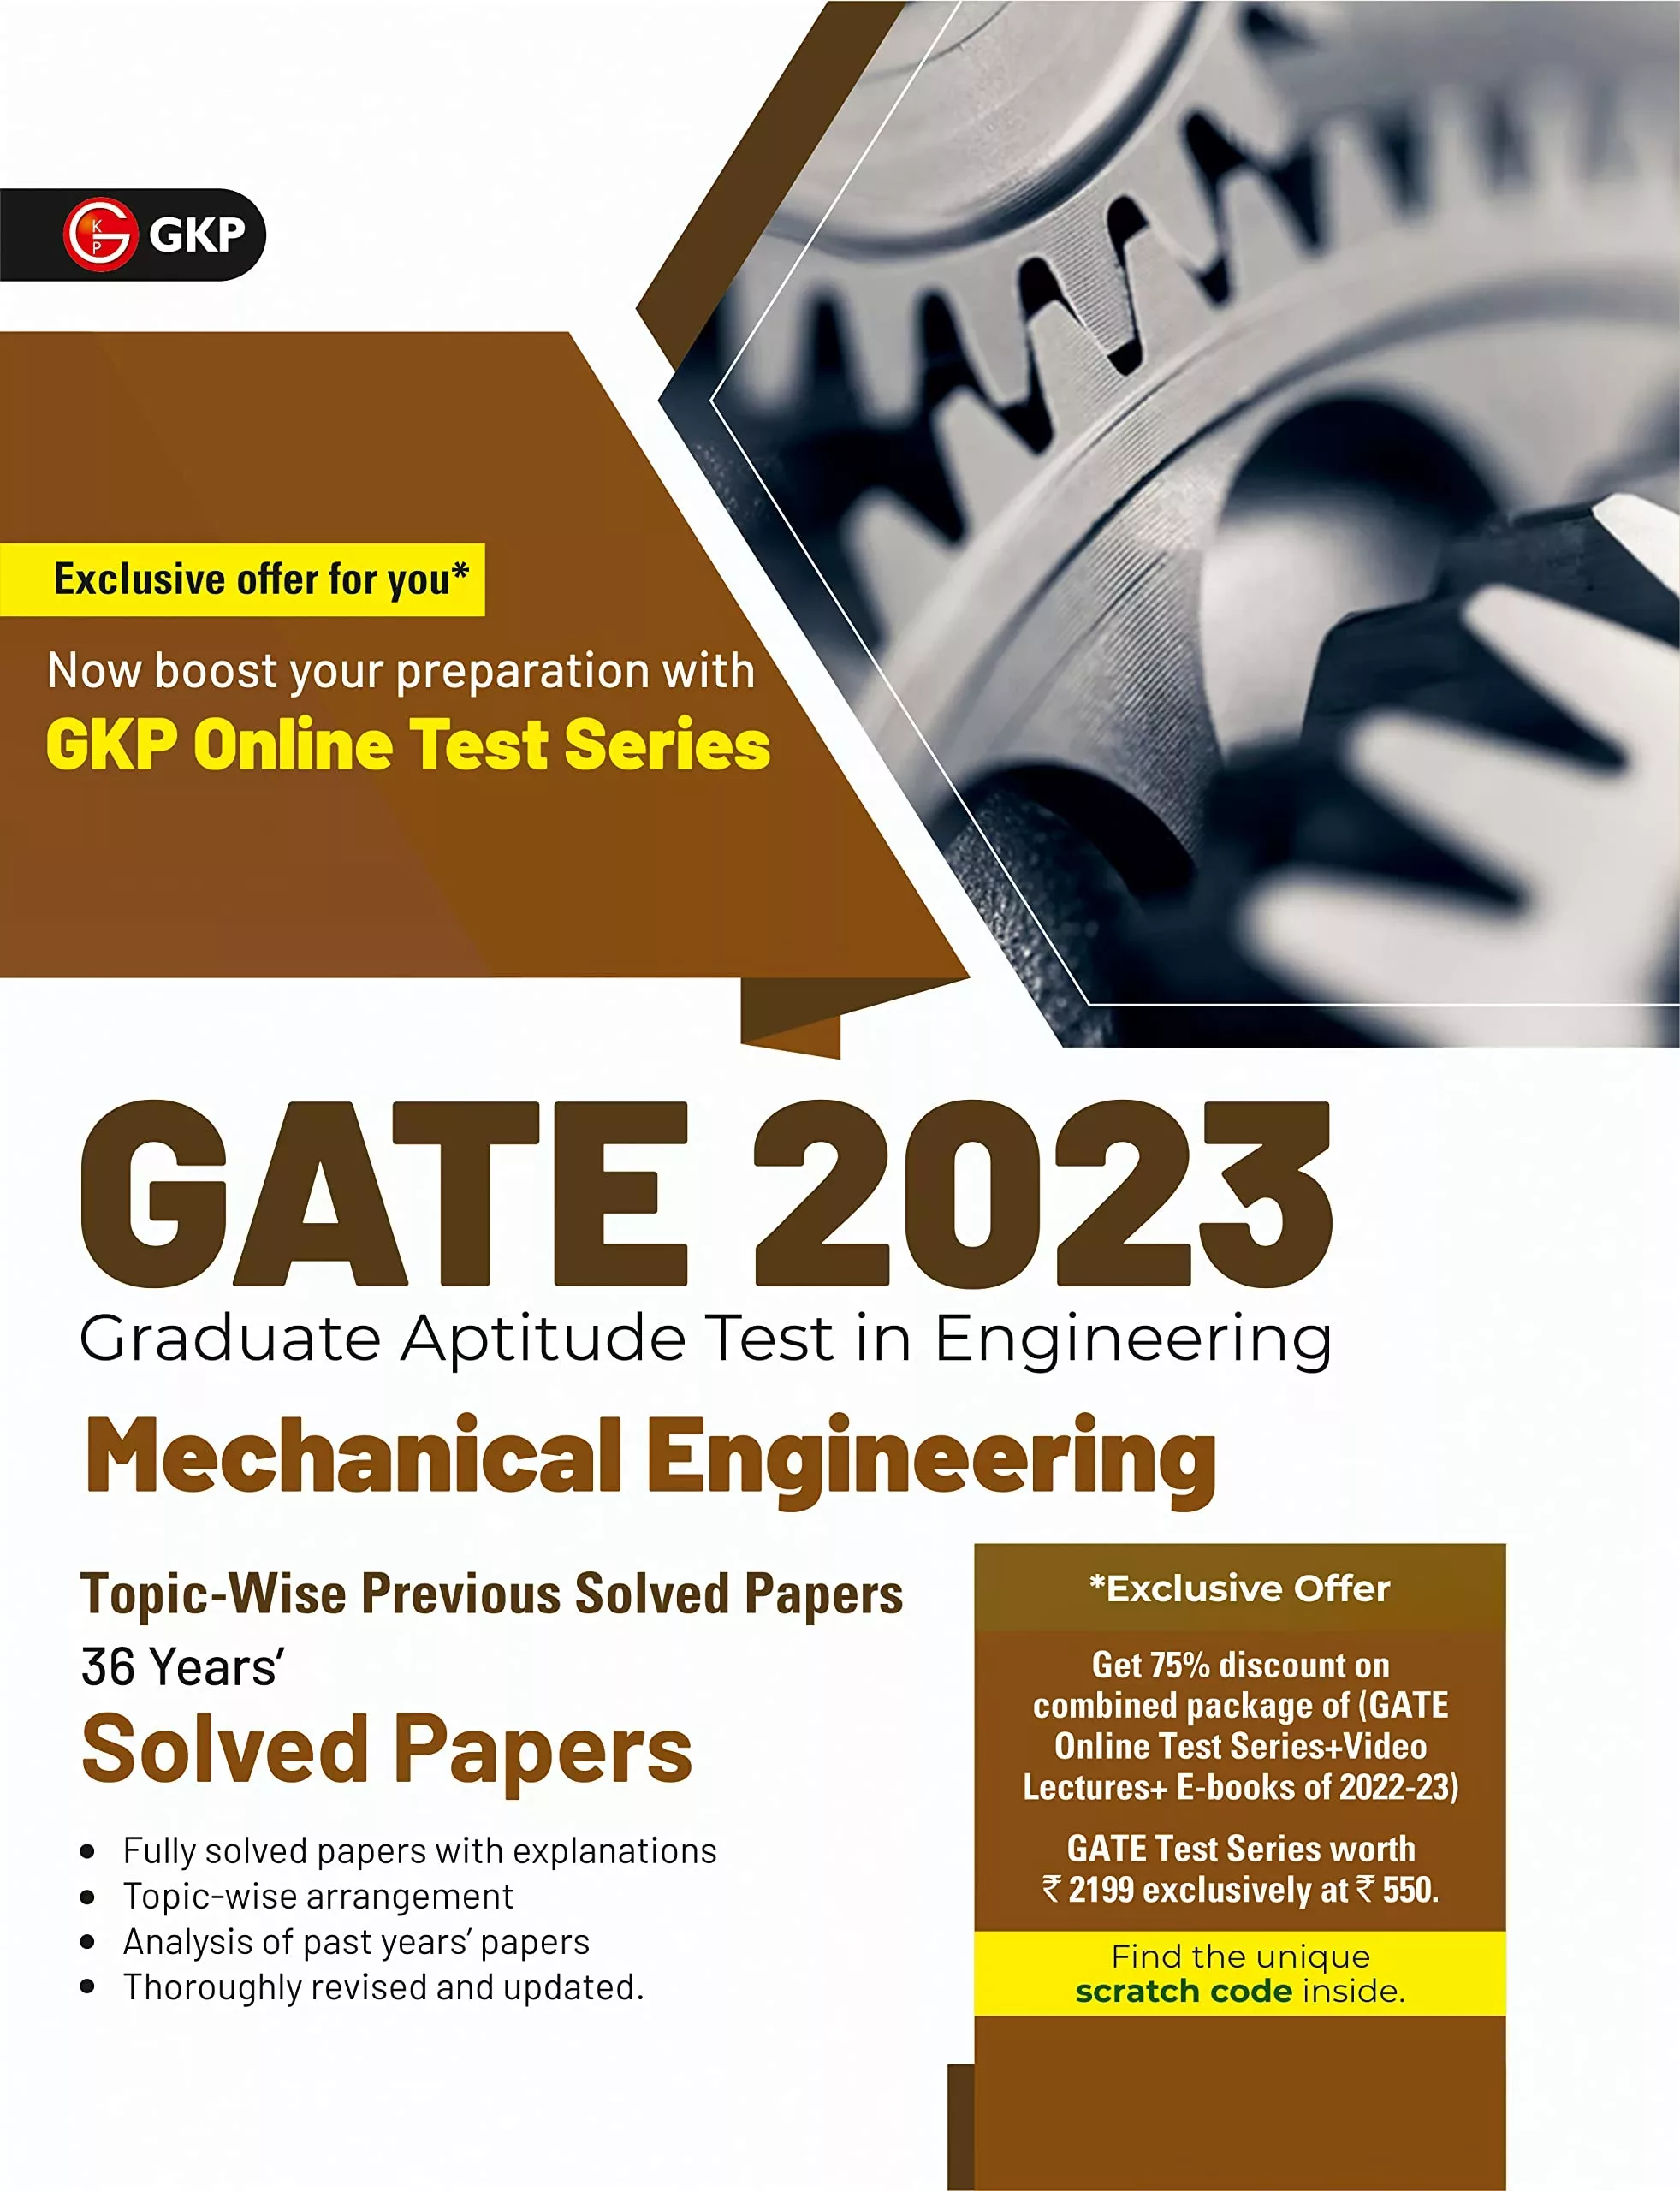 K
P
GKP
Exclusive offer for you*
Now boost your preparation with
GKP Online Test Series
GATE 2023
Graduate Aptitude Test in Engineering
Mechanical Engineering
Topic-Wise Previous Solved Papers
36 Years’
Solved Papers
• Fully solved papers with explanations
• Topic-wise arrangement
• Analysis of past years’ papers
• Thoroughly revised and updated.
*Exclusive Offer
Get 75% discount on
combined package of (GATE
Online Test Series+Video
Lectures+ E-books of 2022-23)
GATE Test Series worth
₹ 2199 exclusively at ₹ 550.
Find the unique
scratch code inside.